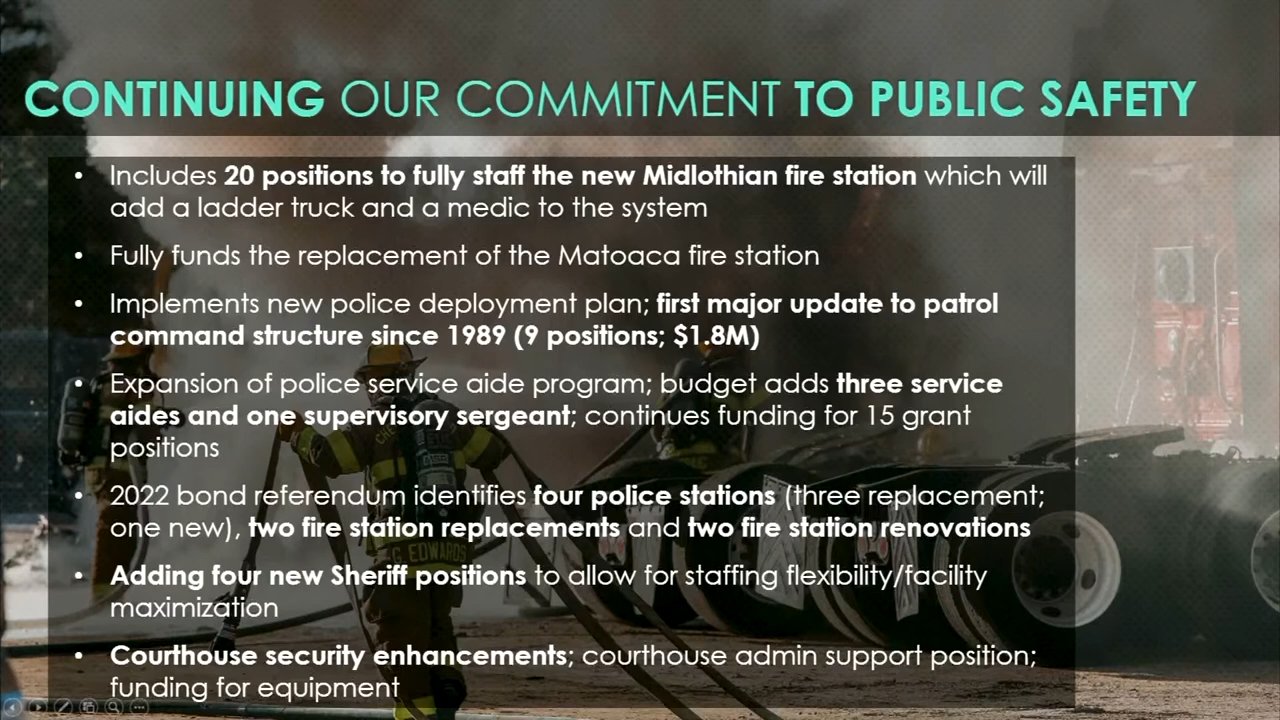 CONTINUING OUR COMMITMENT TO PUBLIC SAFETY
• Includes 20 positions to fully staff the new Midlothian fire station which will
add a ladder truck and a medic to the system
• Fully funds the replacement of the Matoaca fire station
• Implements new police deployment plan; first major update to patrol
command structure since 1989 (9 positions; $1.8M)
• Expansion of police service aide program; budget adds three service
aides and one supervisory sergeant; continues funding for 15 grant
positions
• 2022 bond referendum identifies four police stations (three replacement;
one new), two fire station replacements and two fire station renovations
• Adding four new Sheriff positions to allow for staffing flexibility/facility
maximization
• Courthouse security enhancements; courthouse admin support position;
funding for equipment
G EDWARDS